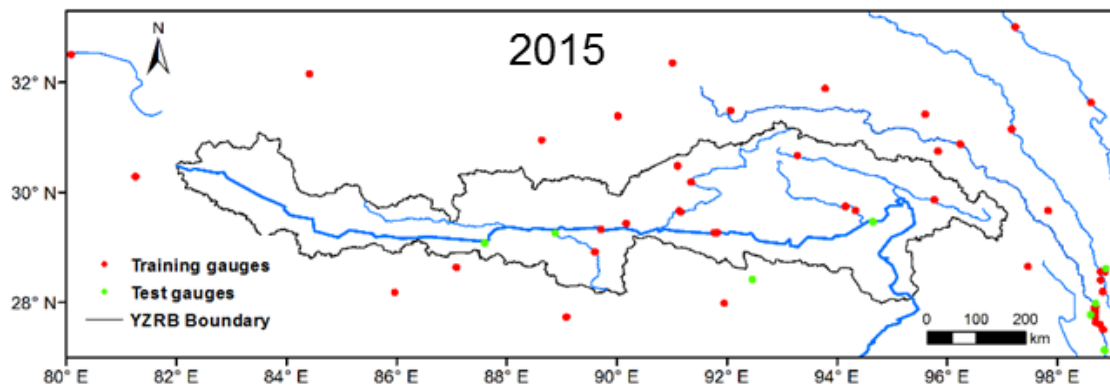 N
2015
32° N
30° N
28° N
Training gauges
Test gauges
YZRB Boundary
0 100 200
km
80° E 82° E 84° E 86° E 88° E 90° E 92° E 94° E 96° E 98° E